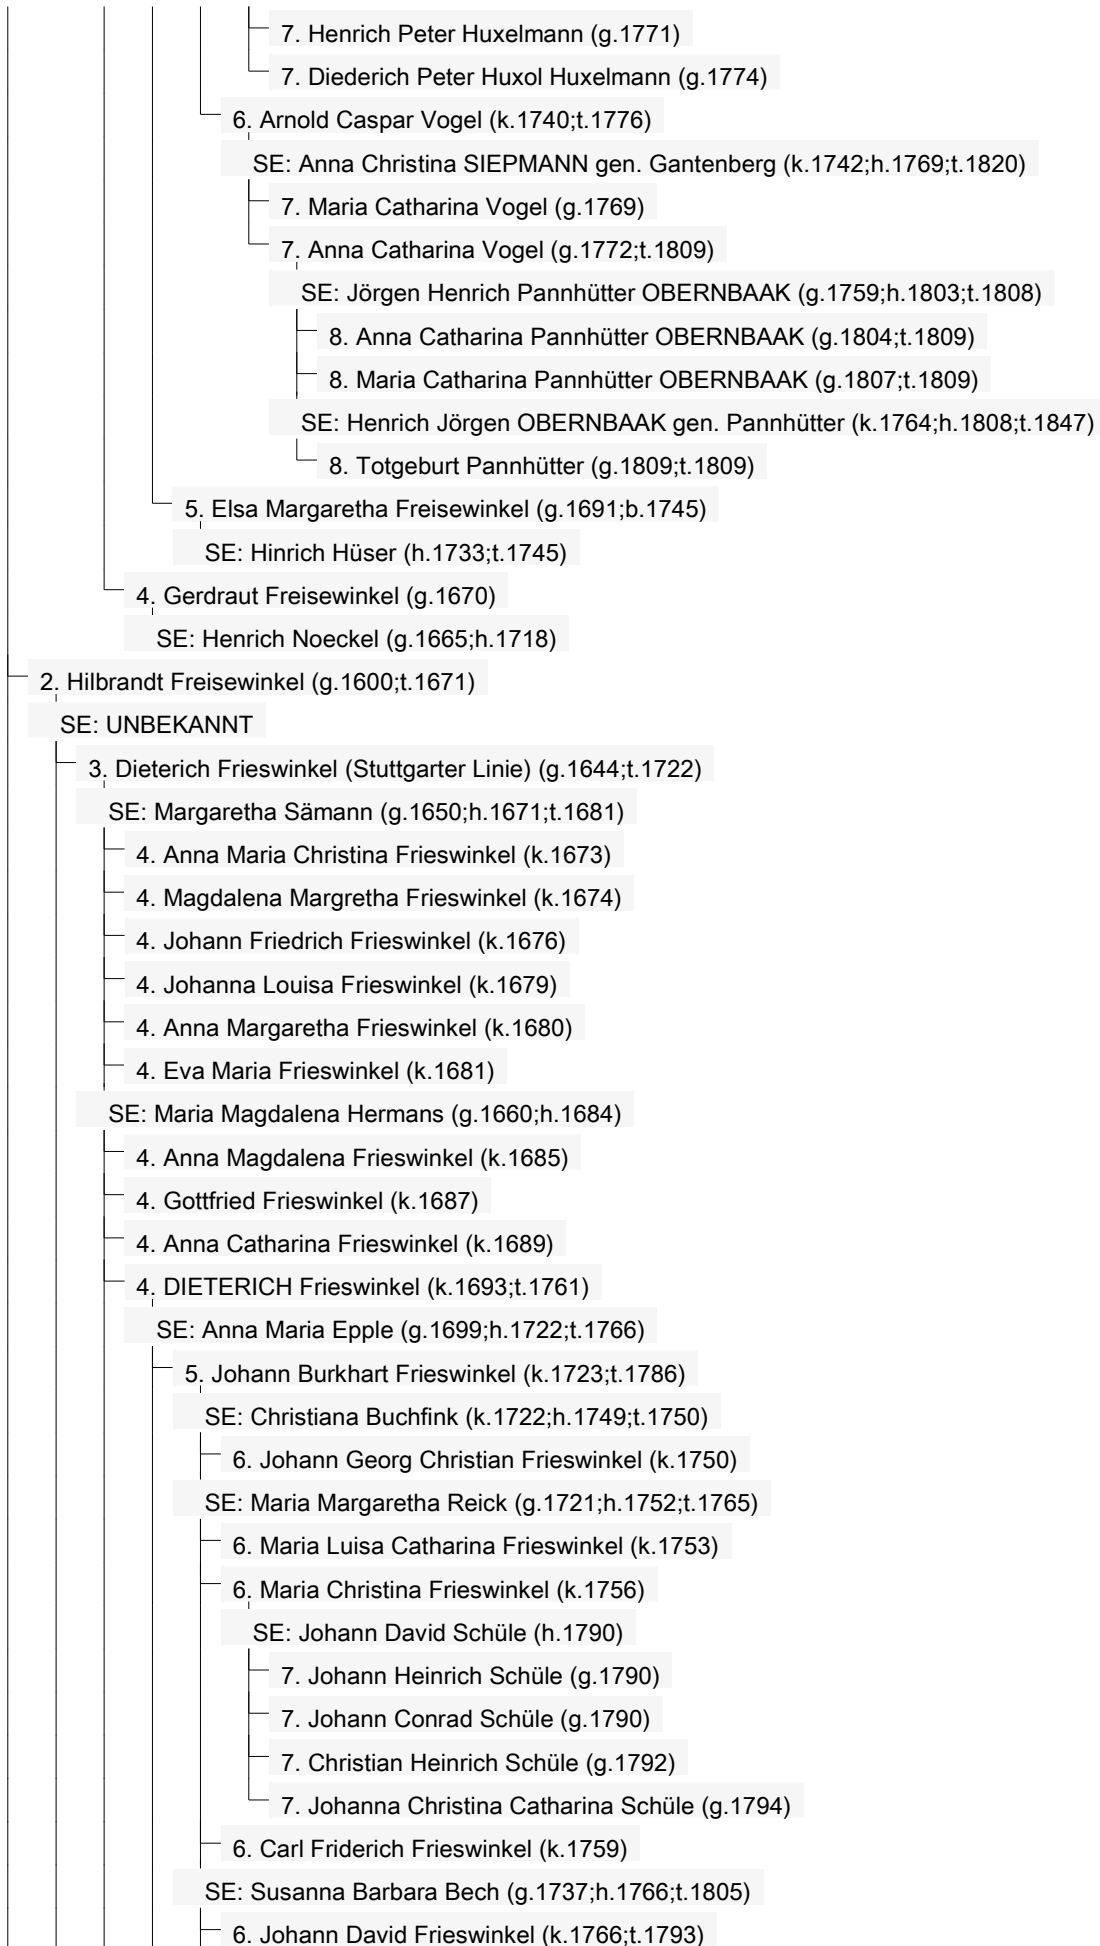 7. Henrich Peter Huxelmann (g.1771)
7. Diederich Peter Huxol Huxelmann (g.1774)
6. Arnold Caspar Vogel (k.1740;t.1776)
SE: Anna Christina SIEPMANN gen. Gantenberg (k.1742;h.1769;t.1820)
7. Maria Catharina Vogel (g.1769)
7. Anna Catharina Vogel (g.1772;t.1809)
SE: Jörgen Henrich Pannhütter OBERNBAAK (g.1759;h.1803;t.1808)
8. Anna Catharina Pannhütter OBERNBAAK (g.1804;t.1809)
8. Maria Catharina Pannhütter OBERNBAAK (g.1807;t.1809)
SE: Henrich Jörgen OBERNBAAK gen. Pannhütter (k.1764;h.1808;t.1847)
8. Totgeburt Pannhütter (g.1809;t.1809)
5. Elsa Margaretha Freisewinkel (g.1691;b.1745)
SE: Hinrich Hüser (h.1733;t.1745)
4. Gerdraut Freisewinkel (g.1670)
SE: Henrich Noeckel (g.1665;h.1718)
2. Hilbrandt Freisewinkel (g.1600;t.1671)
SE: UNBEKANNT
3. Dieterich Frieswinkel (Stuttgarter Linie) (g.1644;t.1722)
SE: Margaretha Sämann (g.1650;h.1671;t.1681)
4. Anna Maria Christina Frieswinkel (k.1673)
4. Magdalena Margretha Frieswinkel (k.1674)
4. Johann Friedrich Frieswinkel (k.1676)
4. Johanna Louisa Frieswinkel (k.1679)
4. Anna Margaretha Frieswinkel (k.1680)
4. Eva Maria Frieswinkel (k.1681)
SE: Maria Magdalena Hermans (g.1660;h.1684)
4. Anna Magdalena Frieswinkel (k.1685)
4. Gottfried Frieswinkel (k.1687)
4. Anna Catharina Frieswinkel (k.1689)
4. DIETERICH Frieswinkel (k.1693;t.1761)
SE: Anna Maria Epple (g.1699;h.1722;t.1766)
5. Johann Burkhart Frieswinkel (k.1723;t.1786)
SE: Christiana Buchfink (k.1722;h.1749;t.1750)
6. Johann Georg Christian Frieswinkel (k.1750)
SE: Maria Margaretha Reick (g.1721;h.1752;t.1765)
6. Maria Luisa Catharina Frieswinkel (k.1753)
6. Maria Christina Frieswinkel (k.1756)
SE: Johann David Schüle (h.1790)
7. Johann Heinrich Schüle (g.1790)
7. Johann Conrad Schüle (g.1790)
7. Christian Heinrich Schüle (g.1792)
7. Johanna Christina Catharina Schüle (g.1794)
6. Carl Friderich Frieswinkel (k.1759)
SE: Susanna Barbara Bech (g.1737;h.1766;t.1805)
6. Johann David Frieswinkel (k.1766;t.1793)